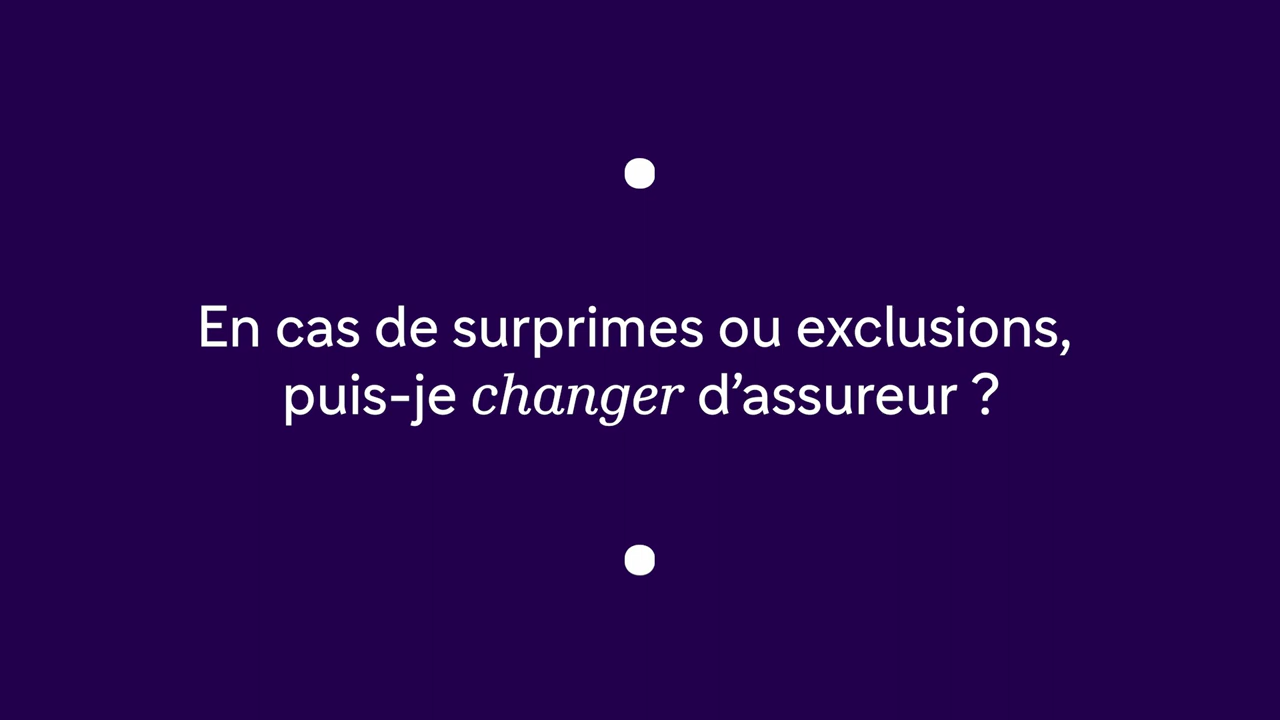 En cas de surprimes ou exclusions,
puis-je changer d’assureur ?